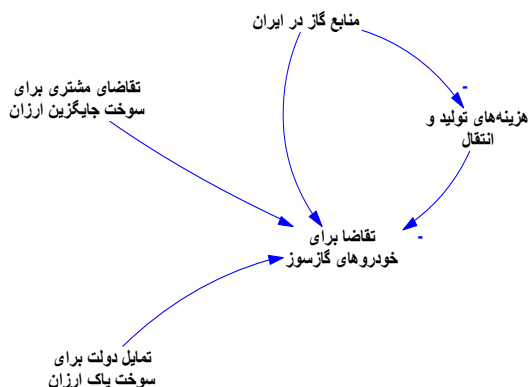 منابع گاز در ایران
تقاضای مشتری برای
سوخت جایگزین ارزان
-
هزینه‌های تولید و
انتقال
تقاضا برای
خودروهای گازسوز
-
تمایل دولت برای
سوخت پاک ارزان